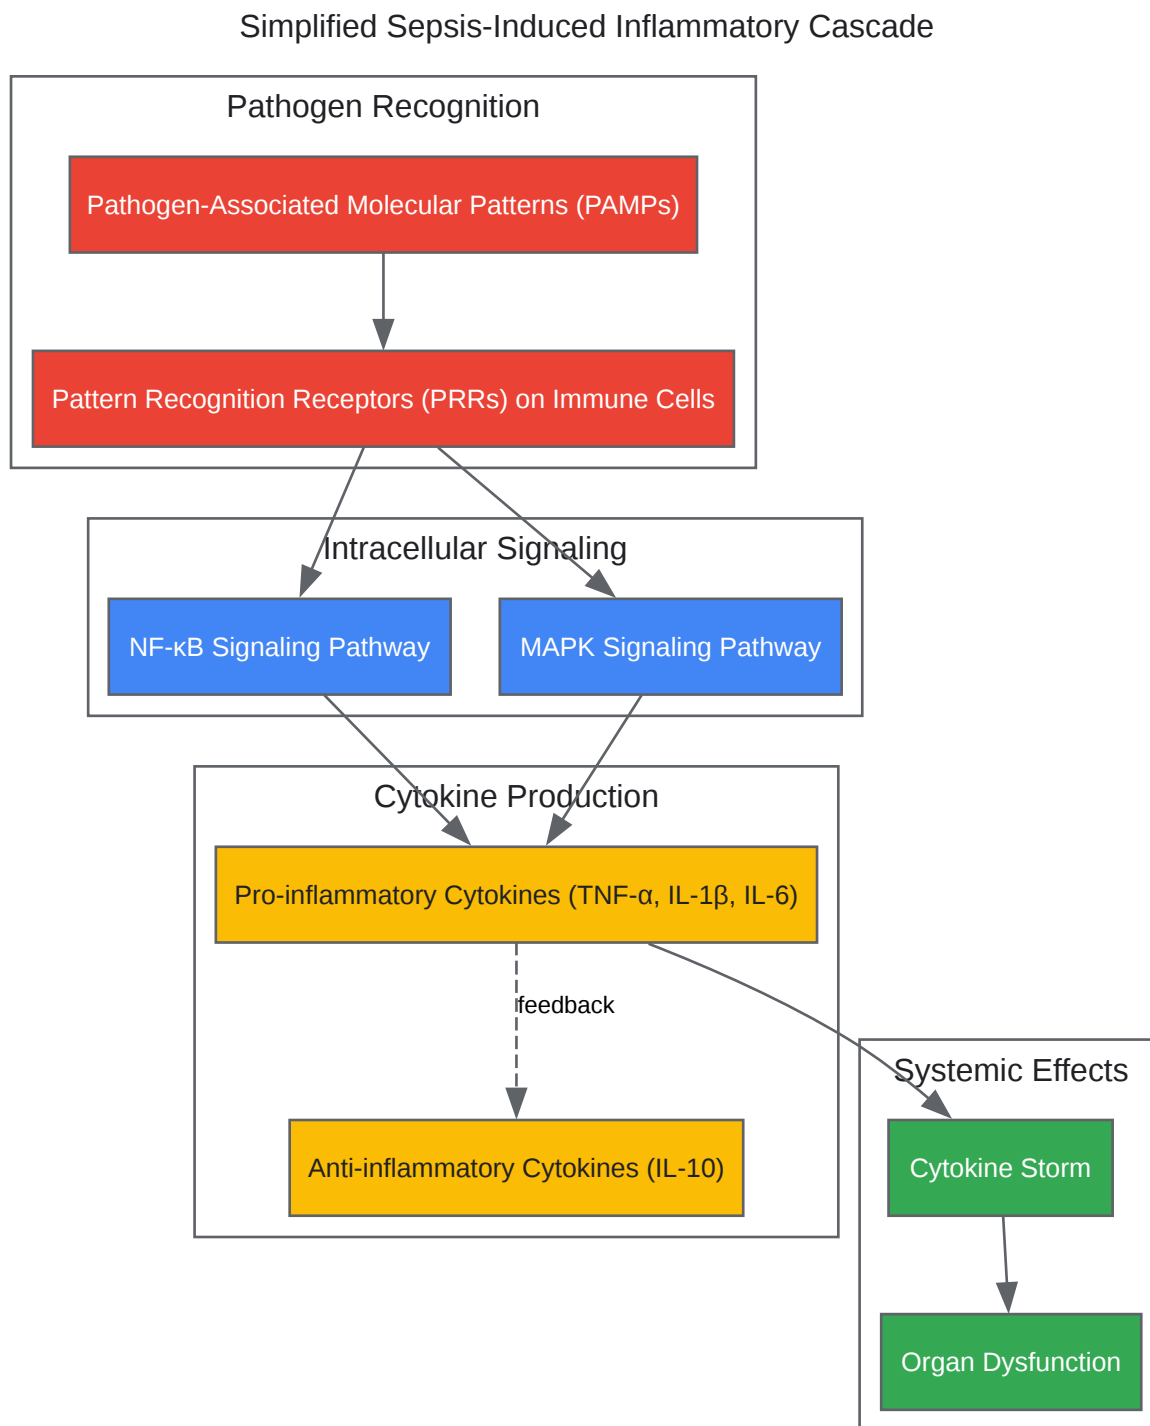 Simplified Sepsis-Induced Inflammatory Cascade
Pathogen Recognition
Pathogen-Associated Molecular Patterns (PAMPs)
Pattern Recognition Receptors (PRRs) on Immune Cells
Intracellular Signaling
NF-κB Signaling Pathway
MAPK Signaling Pathway
Cytokine Production
Pro-inflammatory Cytokines (TNF-α, IL-1β, IL-6)
feedback
Anti-inflammatory Cytokines (IL-10)
Systemic Effects
Cytokine Storm
Organ Dysfunction